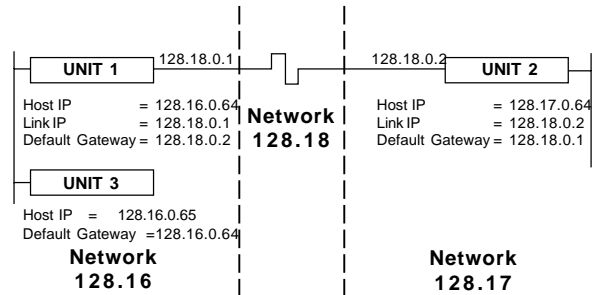 128.18.0.1
128.18.0.2
UNIT 1
UNIT 2
Host IP = 128.16.0.64
Link IP = 128.18.0.1
Default Gateway = 128.18.0.2
Network
128.18
Host IP = 128.17.0.64
Link IP = 128.18.0.2
Default Gateway = 128.18.0.1
UNIT 3
Host IP = 128.16.0.65
Default Gateway =128.16.0.64
Network
128.16
Network
128.17